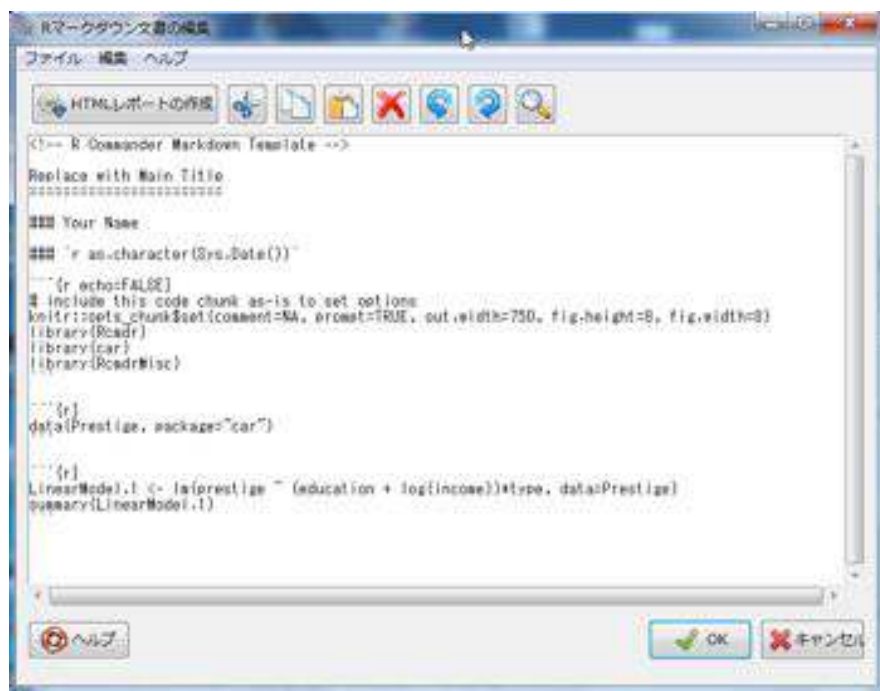 Rマークダウン文書の編集
ファイル 編集 ヘルプ
HTMLレポートの作成
<!-- R Commander Markdown Template -->
Replace with Main Title
=======================
### Your Name
### `r as.character(Sys.Date())`
```{r echo=FALSE}
# include this code chunk as-is to set options
knitr::opts_chunk$set(comment=NA, prompt=TRUE, out.width=750, fig.height=8, fig.width=8)
library(Rcmdr)
library(car)
library(RcmdrMisc)
```
```{r}
data(Prestige, package="car")
```
```{r}
LinearModel.1 <- lm(prestige ~ (education + log(income))*type, data=Prestige)
summary(LinearModel.1)
```
ヘルプ
OK
キャンセル